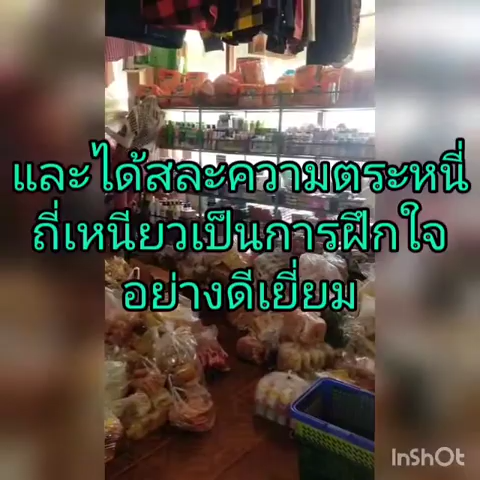 และได้สละความตระหนี่
ถี่เหนียวเป็นการฝึกใจ
อย่างดีเยี่ยม
InShOt